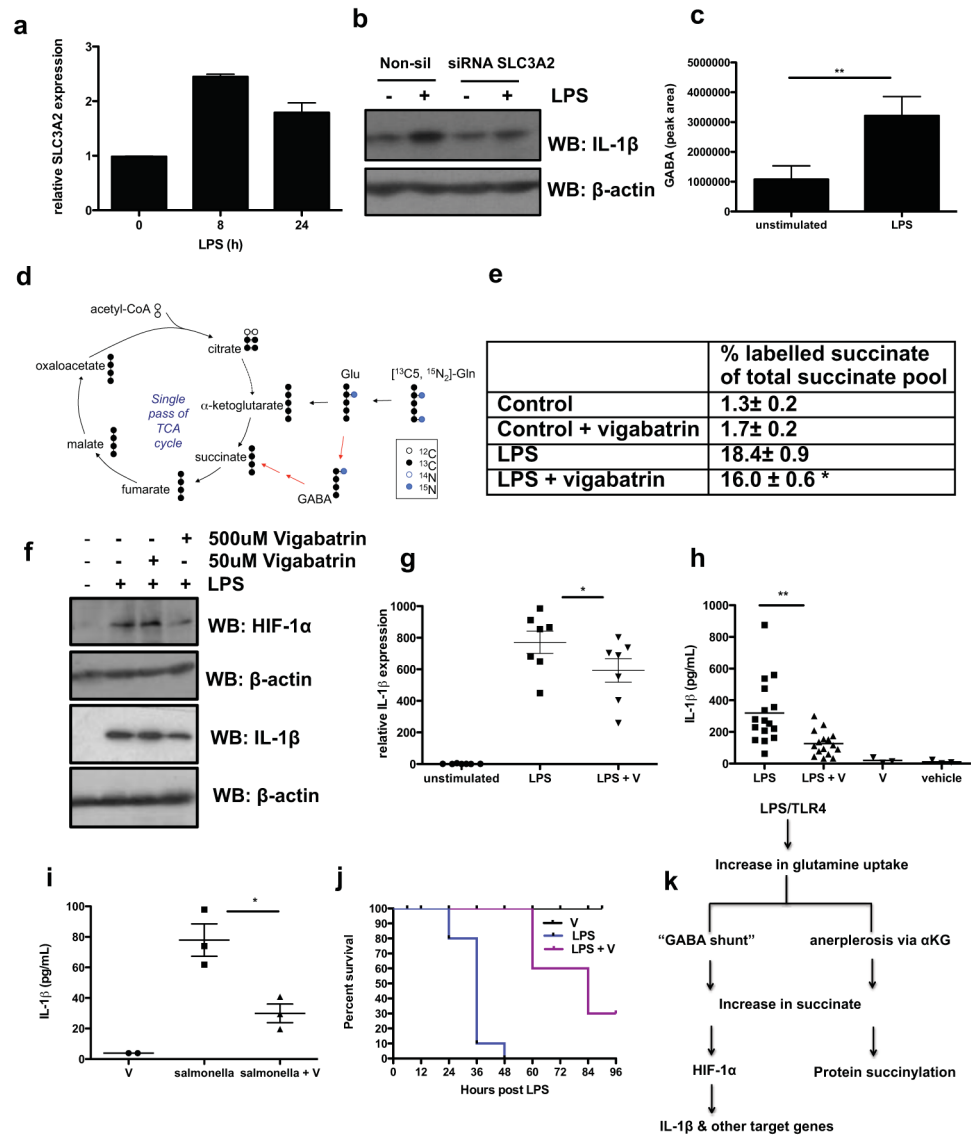 a
relative SLC3A2 expression
3
2
1
0
0
8
24
LPS (h)
b
Non-sil
siRNA SLC3A2
- + - + LPS
WB: IL-1β
WB: β-actin
c
GABA (peak area)
5000000
4000000
3000000
2000000
1000000
0
**
unstimulated
LPS
d
acetyl-CoA
citrate
oxaloacetate
α-ketoglutarate
Glu
[¹³C5, ¹⁵N₂]-Gln
Single
pass of
TCA
cycle
malate
succinate
fumarate
GABA
¹²C
¹³C
¹⁴N
¹⁵N
e
% labelled succinate
of total succinate pool
Control 1.3± 0.2
Control + vigabatrin 1.7± 0.2
LPS 18.4± 0.9
LPS + vigabatrin 16.0 ± 0.6 *
f
- - - + 500uM Vigabatrin
- - + - 50uM Vigabatrin
- + + + LPS
WB: HIF-1α
WB: β-actin
WB: IL-1β
WB: β-actin
g
relative IL-1β expression
1000
800
600
400
200
0
*
unstimulated
LPS
LPS + V
h
IL-1β (pg/mL)
1000
800
600
400
200
0
**
LPS
LPS + V
V
vehicle
i
IL-1β (pg/mL)
100
80
60
40
20
0
*
V
salmonella
salmonella + V
j
Percent survival
100
90
80
70
60
50
40
30
20
10
0
V
LPS
LPS + V
0 12 24 36 48 60 72 84 96
Hours post LPS
k
LPS/TLR4
Increase in glutamine uptake
“GABA shunt”
anerplerosis via αKG
Increase in succinate
HIF-1α
Protein succinylation
IL-1β & other target genes